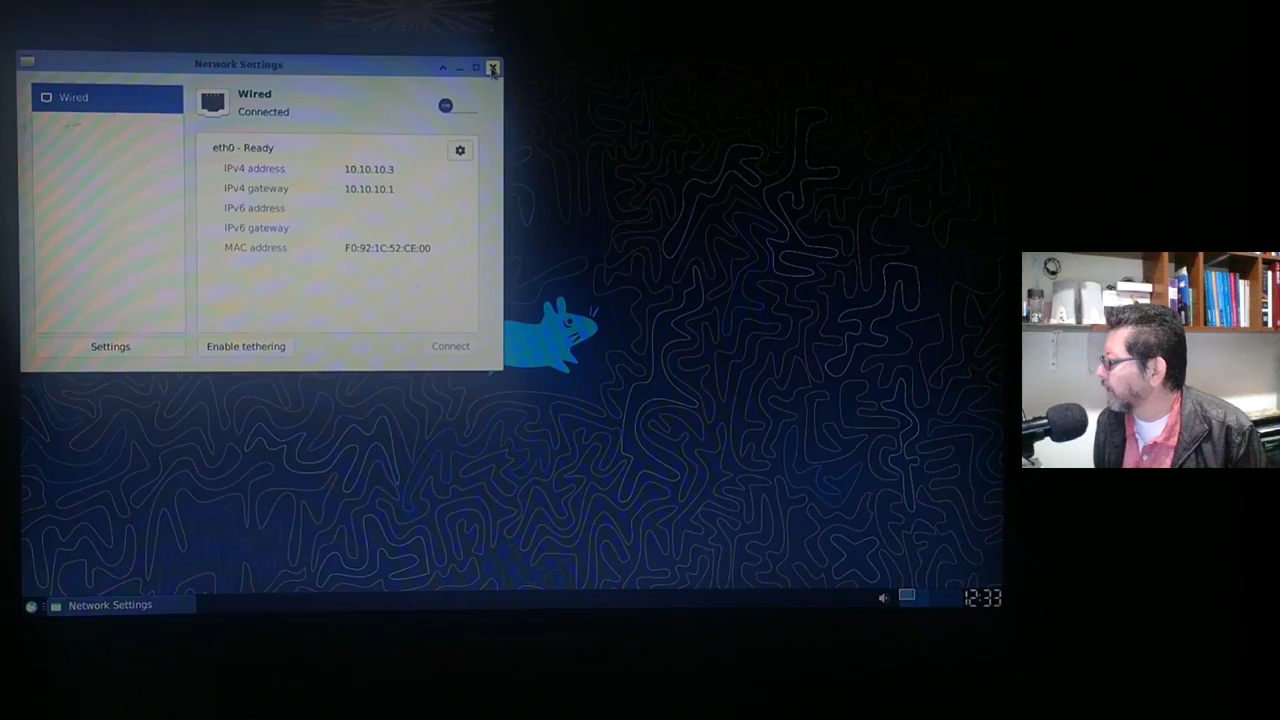 Network Settings
Wired
Wired
Connected
eth0 - Ready
IPv4 address 10.10.10.3
IPv4 gateway 10.10.10.1
IPv6 address
IPv6 gateway
MAC address F0:92:1C:52:CE:00
Settings
Enable tethering
Connect
Network Settings
12:33